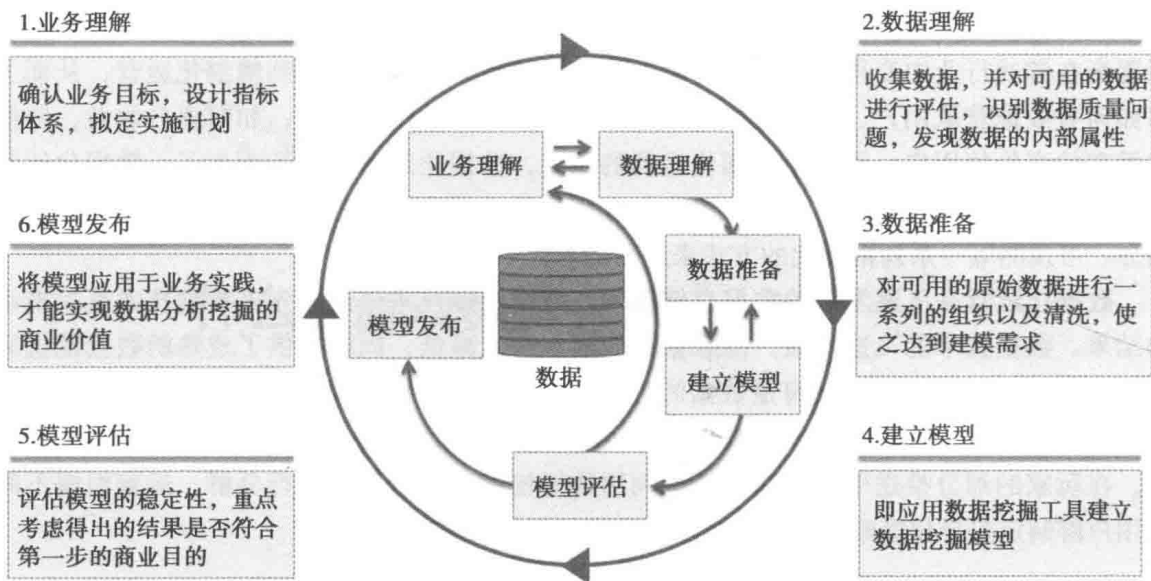 1.业务理解
确认业务目标，设计指标
体系，拟定实施计划
2.数据理解
收集数据，并对可用的数据
进行评估，识别数据质量问
题，发现数据的内部属性
业务理解
数据理解
6.模型发布
将模型应用于业务实践，
才能实现数据分析挖掘的
商业价值
模型发布
数据
数据准备
建立模型
模型评估
3.数据准备
对可用的原始数据进行一
系列的组织以及清洗，使
之达到建模需求
5.模型评估
评估模型的稳定性，重点
考虑得出的结果是否符合
第一步的商业目的
4.建立模型
即应用数据挖掘工具建立
数据挖掘模型